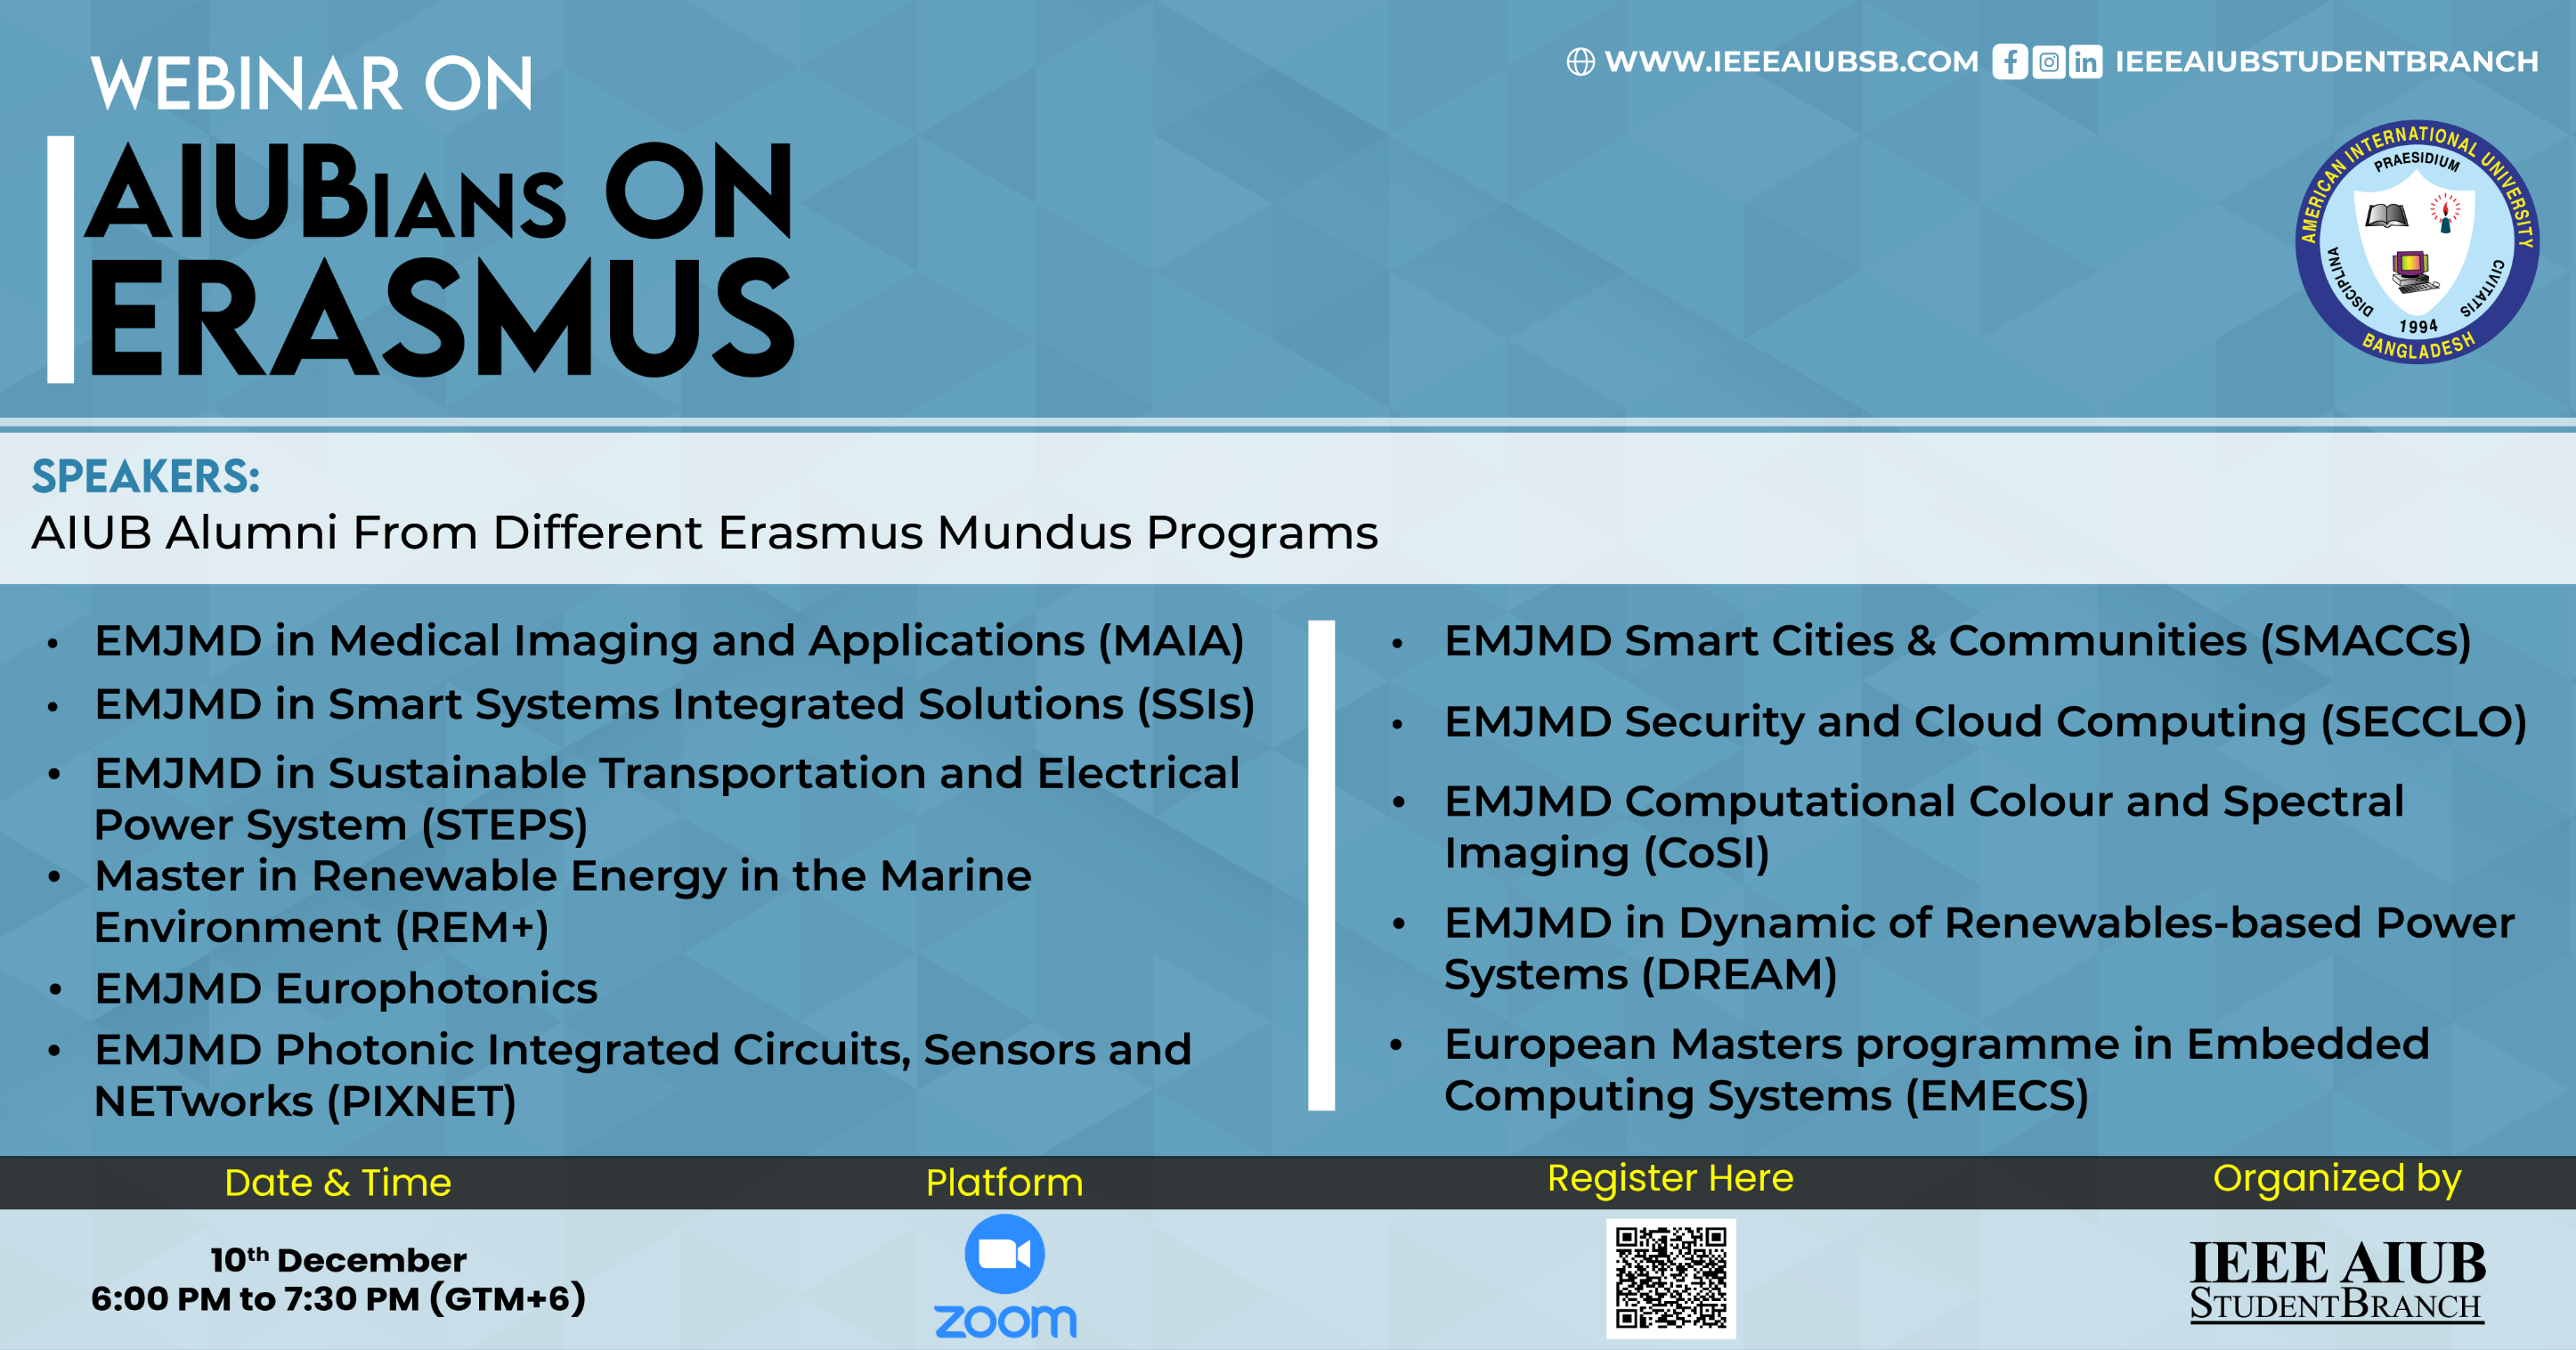 WEBINAR ON
AIUBIANS ON
ERASMUS
WWW.IEEEAIUBSB.COM
IEEEAIUBSTUDENTBRANCH
AMERICAN INTERNATIONAL UNIVERSITY
PRAESIDIUM
DISCIPLINA
CIVITATIS
1994
BANGLADESH
SPEAKERS:
AIUB Alumni From Different Erasmus Mundus Programs
• EMJMD in Medical Imaging and Applications (MAIA)
• EMJMD in Smart Systems Integrated Solutions (SSIs)
• EMJMD in Sustainable Transportation and Electrical
Power System (STEPS)
• Master in Renewable Energy in the Marine
Environment (REM+)
• EMJMD Europhotonics
• EMJMD Photonic Integrated Circuits, Sensors and
NETworks (PIXNET)
• EMJMD Smart Cities & Communities (SMACCs)
• EMJMD Security and Cloud Computing (SECCLO)
• EMJMD Computational Colour and Spectral
Imaging (CoSI)
• EMJMD in Dynamic of Renewables-based Power
Systems (DREAM)
• European Masters programme in Embedded
Computing Systems (EMECS)
Date & Time
10th December
6:00 PM to 7:30 PM (GTM+6)
Platform
zoom
Register Here
Organized by
IEEE AIUB
STUDENTBRANCH